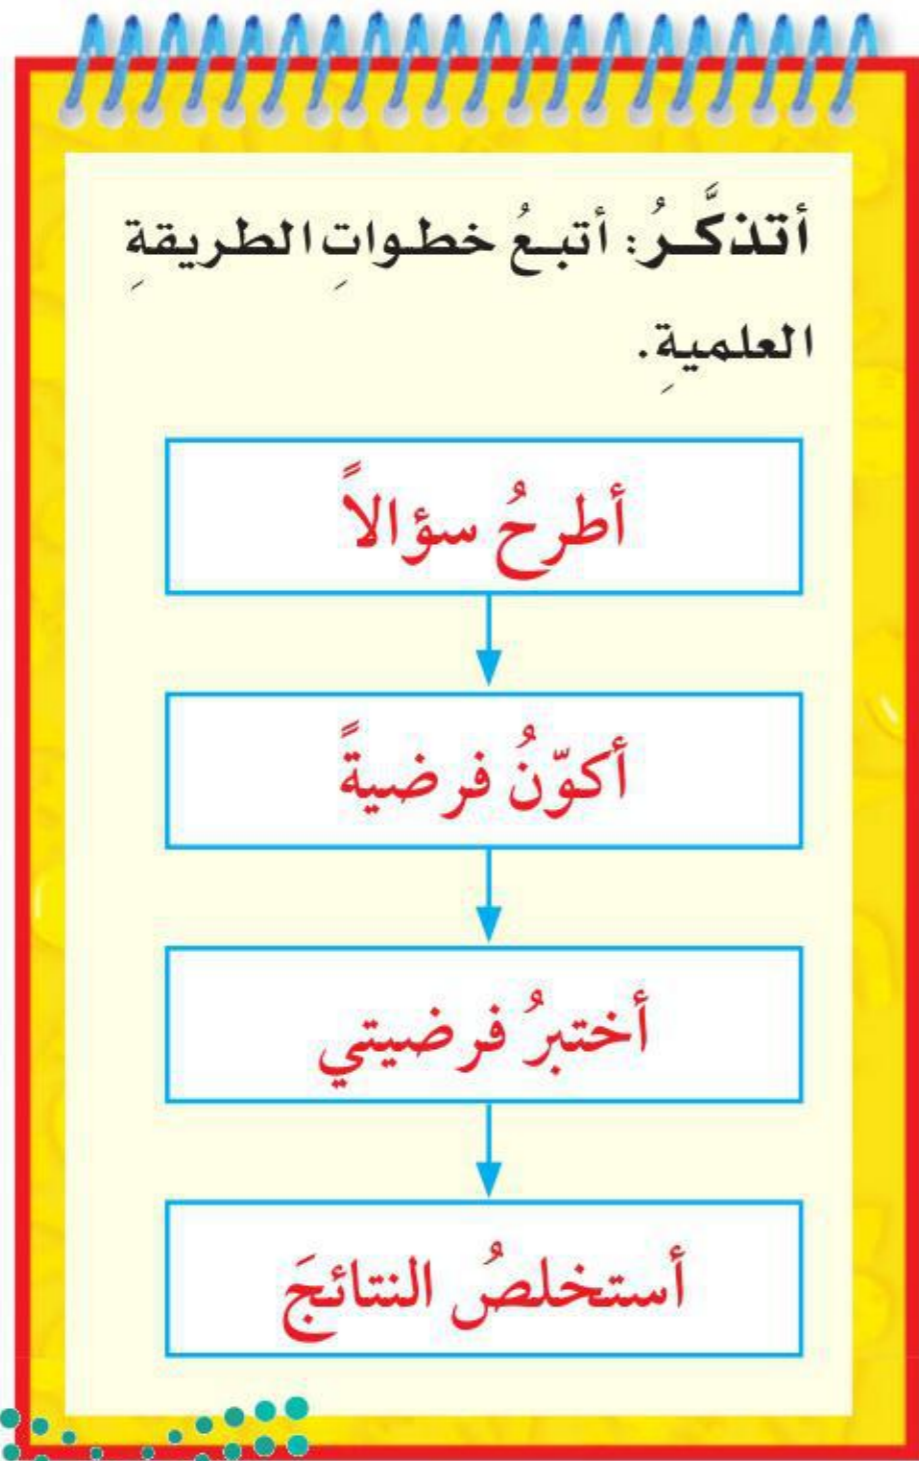 أتذكَّرُ: أتبعُ خطواتِ الطريقةِ
العلميةِ.
أطرحُ سؤالاً
أكوّنُ فرضيةً
أختبرُ فرضيتي
أستخلصُ النتائجَ